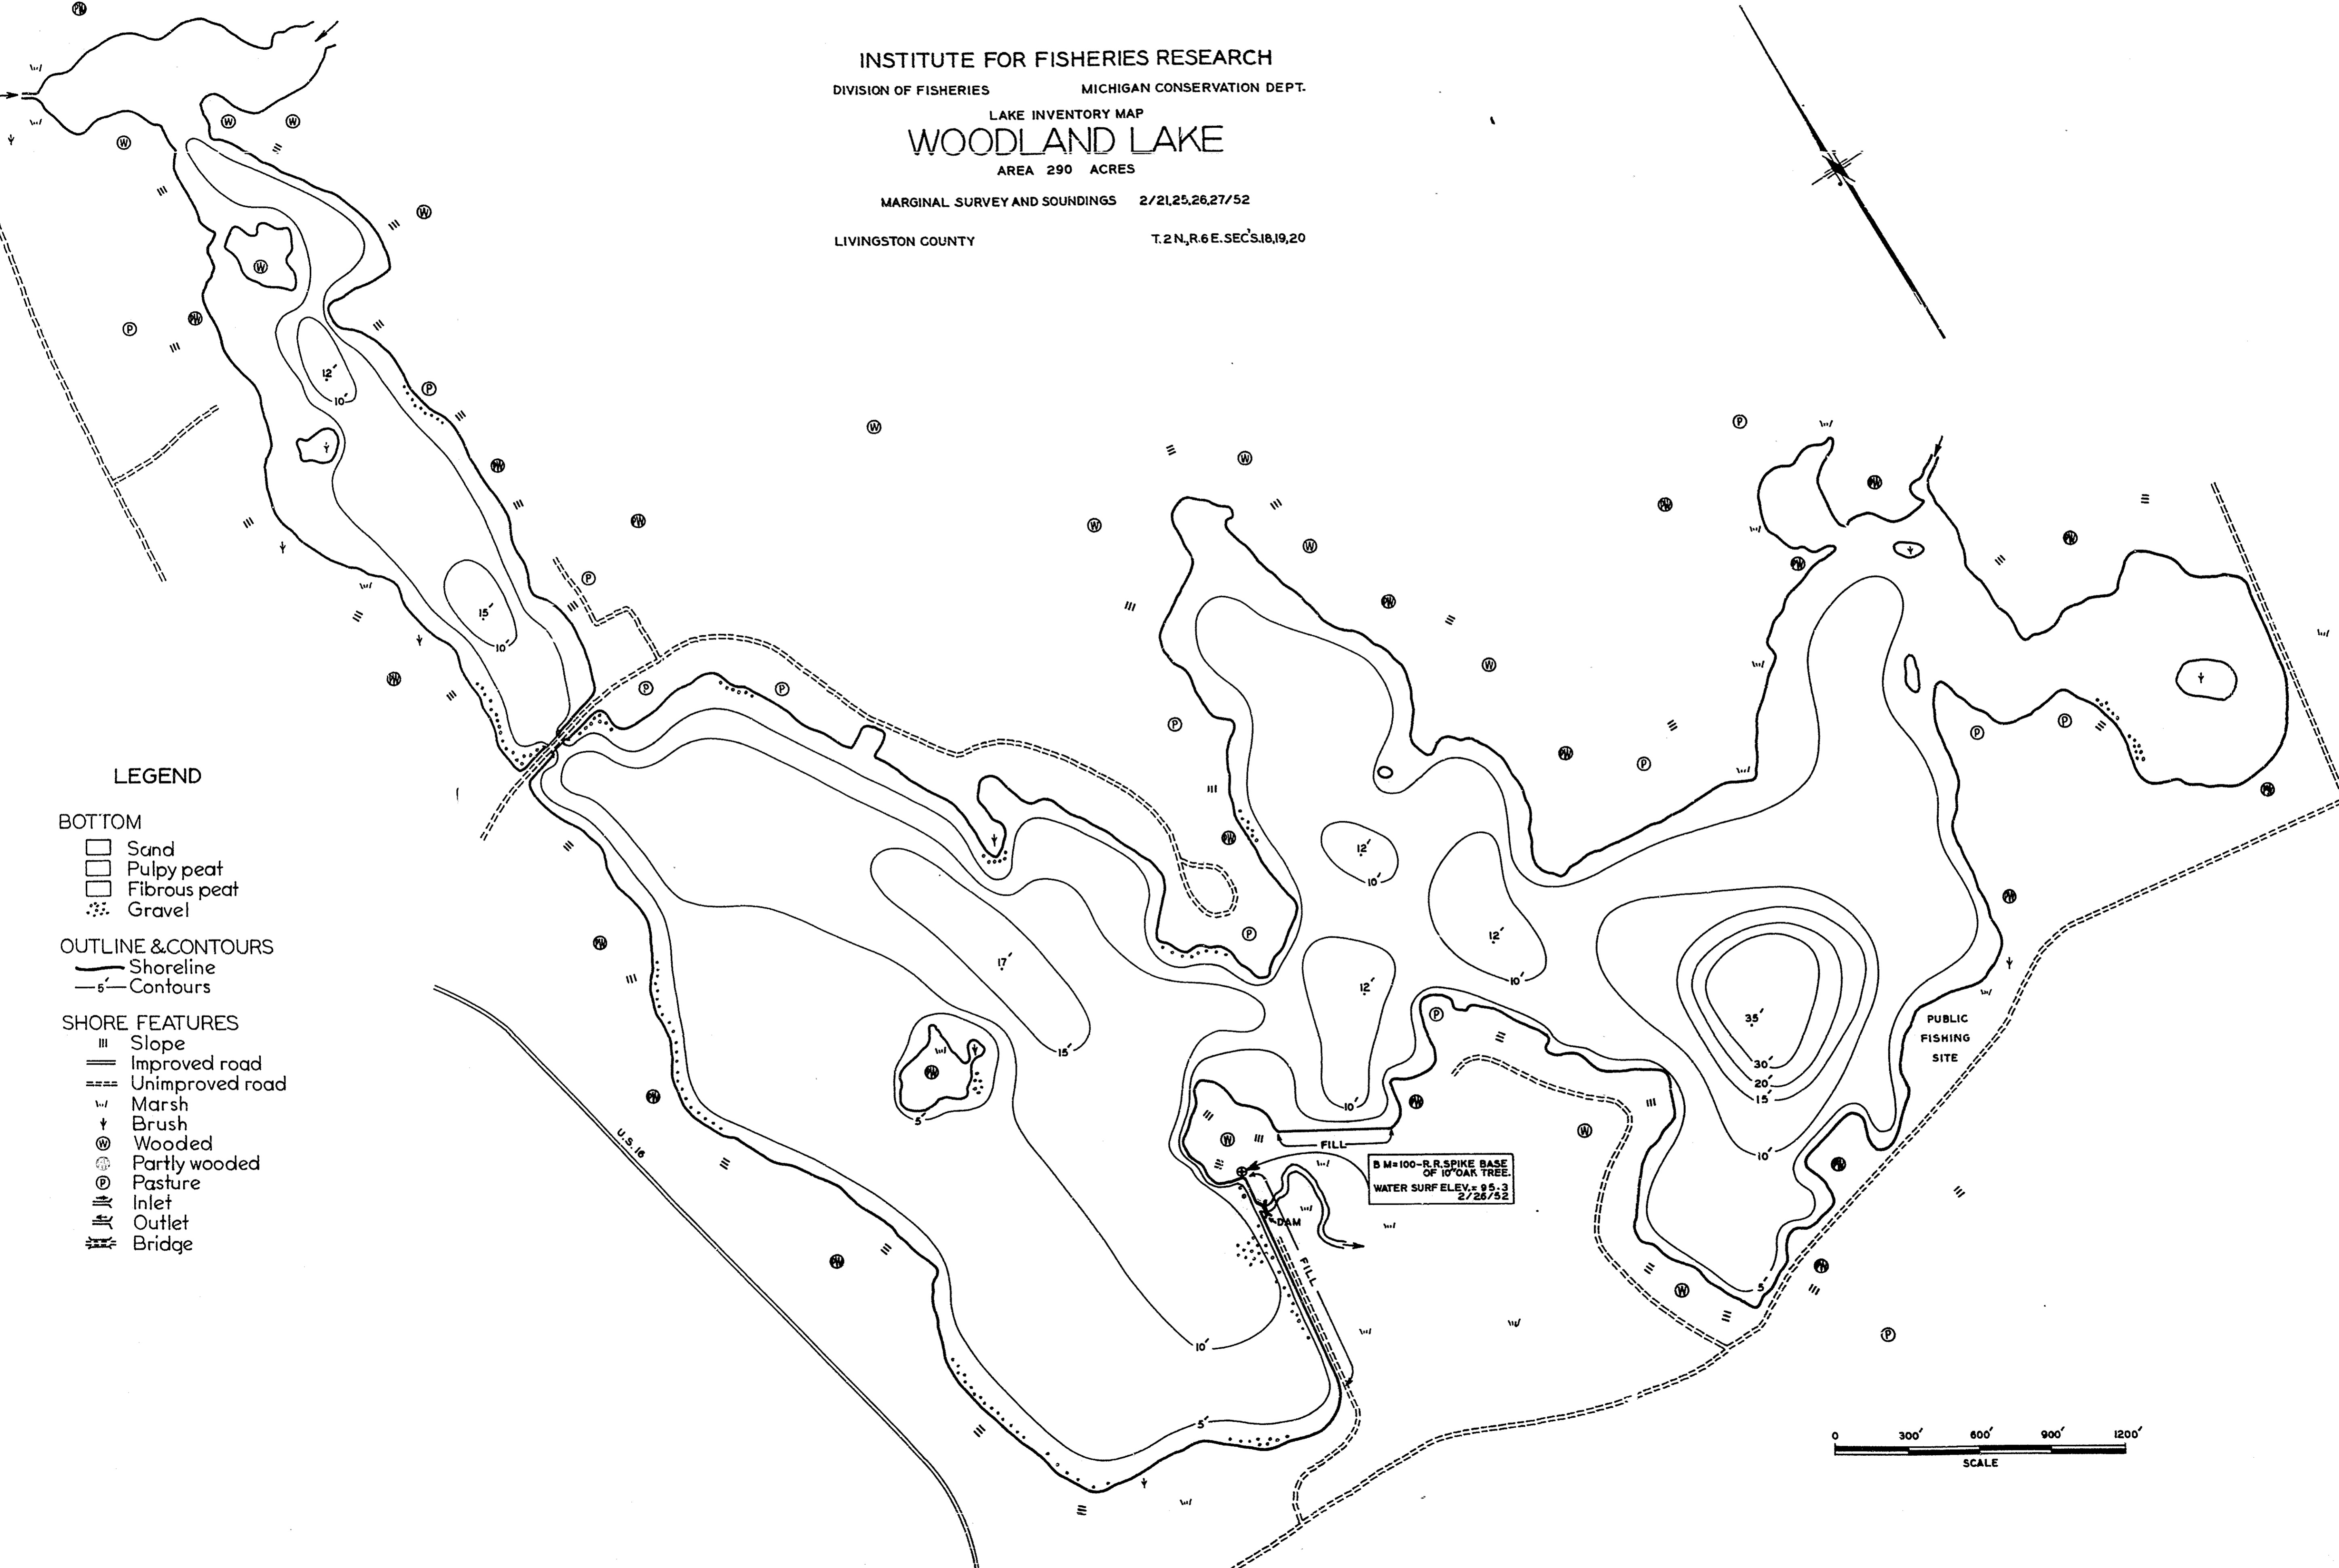 INSTITUTE FOR FISHERIES RESEARCH
DIVISION OF FISHERIES MICHIGAN CONSERVATION DEPT.
LAKE INVENTORY MAP
WOODLAND LAKE
AREA 290 ACRES
MARGINAL SURVEY AND SOUNDINGS 2/21,25,26,27/52
LIVINGSTON COUNTY T.2 N.,R.6 E. SEC'S.18,19,20
W
W
W
W
W
P
12'
10'
P
15'
10'
P
P
P
W
W
W
W
W
P
P
12'
10'
12'
10'
12'
10'
P
P
P
P
P
P
17'
15'
5'
10'
5'
35'
30'
20'
15'
10'
5'
PUBLIC
FISHING
SITE
W
W
W
P
FILL
B M=100-R.R.SPIKE BASE
OF 10" OAK TREE.
WATER SURF ELEV.= 95.3
2/26/52
DAM
FILL
U.S. 16
LEGEND
BOTTOM
Sand
Pulpy peat
Fibrous peat
Gravel
OUTLINE & CONTOURS
Shoreline
5' Contours
SHORE FEATURES
Slope
Improved road
Unimproved road
Marsh
Brush
W Wooded
Partly wooded
P Pasture
Inlet
Outlet
Bridge
0 300' 600' 900' 1200'
SCALE